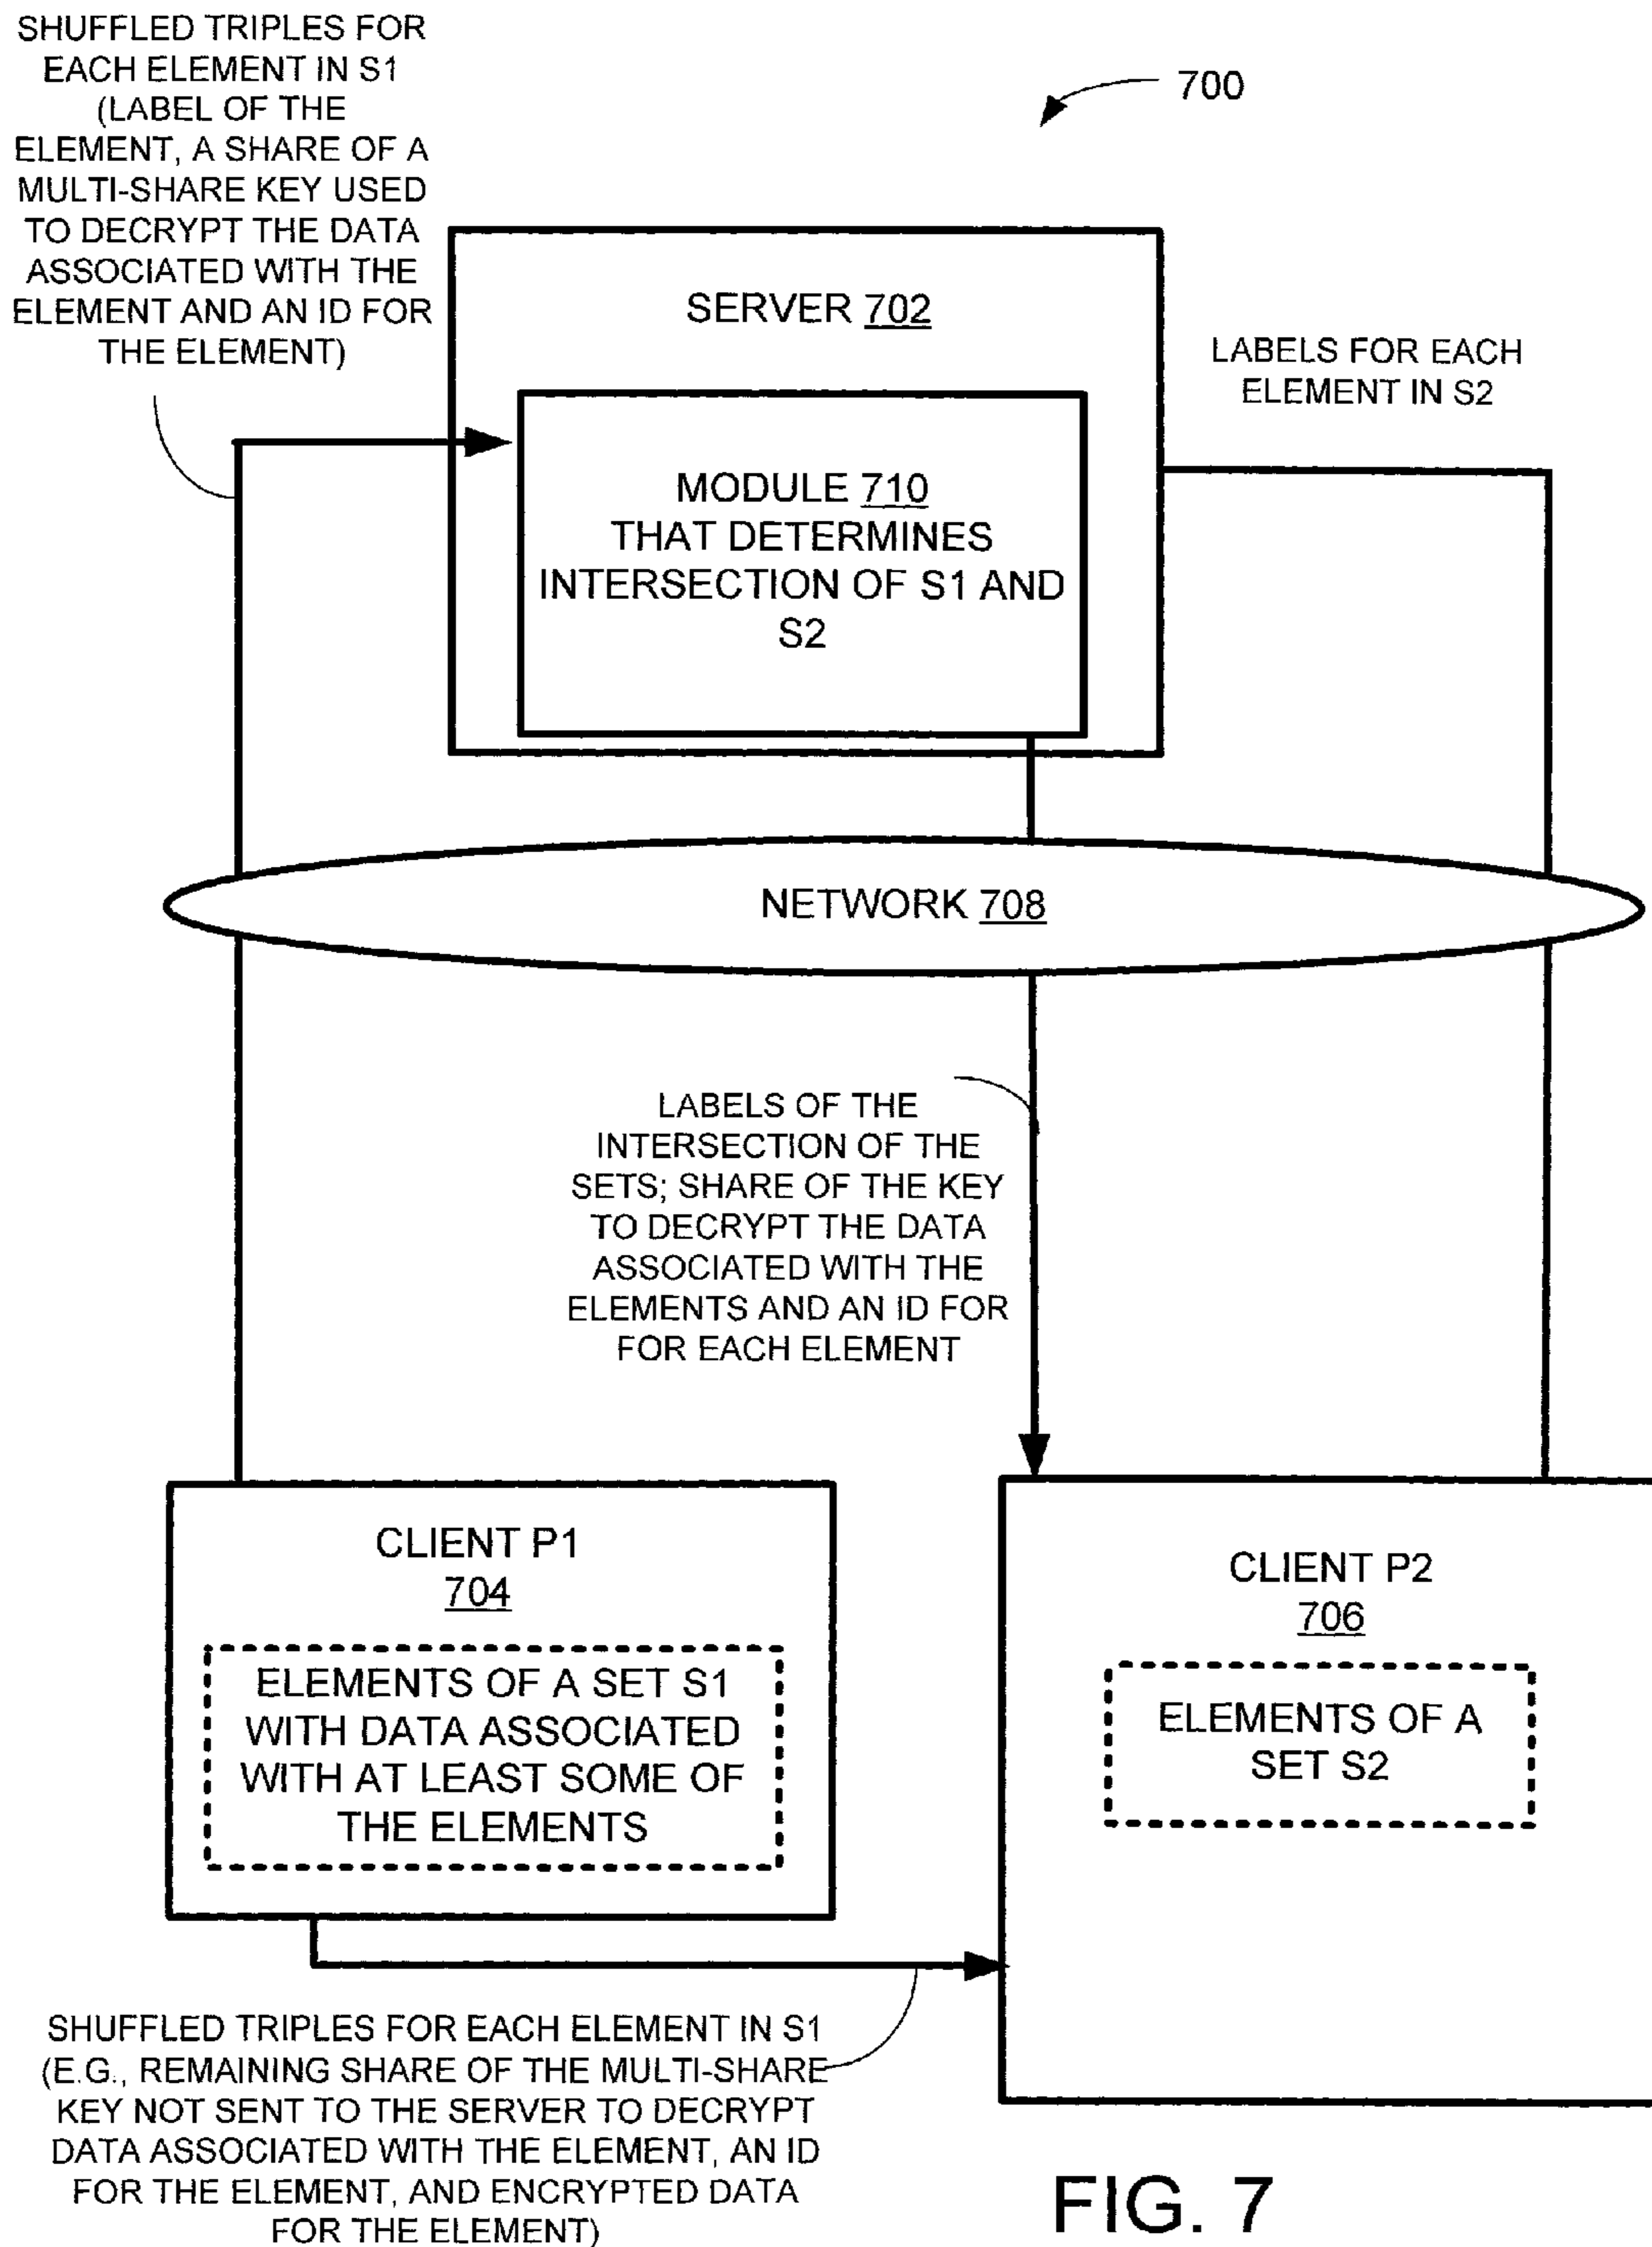 SHUFFLED TRIPLES FOR
EACH ELEMENT IN S1
(LABEL OF THE
ELEMENT, A SHARE OF A
MULTI-SHARE KEY USED
TO DECRYPT THE DATA
ASSOCIATED WITH THE
ELEMENT AND AN ID FOR
THE ELEMENT)
700
SERVER 702
LABELS FOR EACH
ELEMENT IN S2
MODULE 710
THAT DETERMINES
INTERSECTION OF S1 AND
S2
NETWORK 708
LABELS OF THE
INTERSECTION OF THE
SETS; SHARE OF THE KEY
TO DECRYPT THE DATA
ASSOCIATED WITH THE
ELEMENTS AND AN ID FOR
FOR EACH ELEMENT
CLIENT P1
704
ELEMENTS OF A SET S1
WITH DATA ASSOCIATED
WITH AT LEAST SOME OF
THE ELEMENTS
CLIENT P2
706
ELEMENTS OF A
SET S2
SHUFFLED TRIPLES FOR EACH ELEMENT IN S1
(E.G., REMAINING SHARE OF THE MULTI-SHARE
KEY NOT SENT TO THE SERVER TO DECRYPT
DATA ASSOCIATED WITH THE ELEMENT, AN ID
FOR THE ELEMENT, AND ENCRYPTED DATA
FOR THE ELEMENT)
FIG. 7